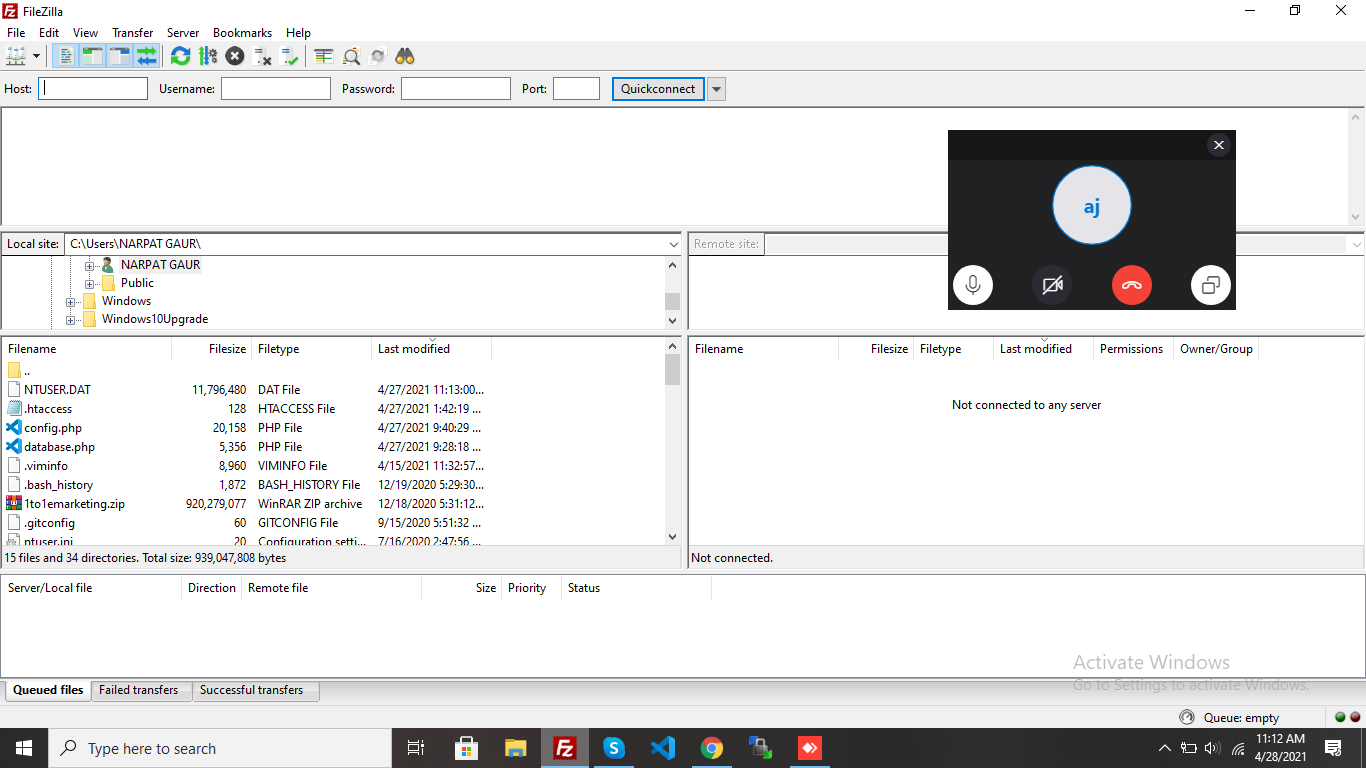 FileZilla
File Edit View Transfer Server Bookmarks Help
Host: Username: Password: Port: Quickconnect
aj
Local site: C:\Users\NARPAT GAUR\
NARPAT GAUR
Public
Windows
Windows10Upgrade
Remote site:
Filename Filesize Filetype Last modified
..
NTUSER.DAT 11,796,480 DAT File 4/27/2021 11:13:00...
.htaccess 128 HTACCESS File 4/27/2021 1:42:19 ...
config.php 20,158 PHP File 4/27/2021 9:40:29 ...
database.php 5,356 PHP File 4/27/2021 9:28:18 ...
.viminfo 8,960 VIMINFO File 4/15/2021 11:32:57...
.bash_history 1,872 BASH_HISTORY File 12/19/2020 5:29:30...
1to1emarketing.zip 920,279,077 WinRAR ZIP archive 12/18/2020 5:31:12...
.gitconfig 60 GITCONFIG File 9/15/2020 5:51:32 ...
ntuser.ini 20 Configuration setti... 7/16/2020 2:47:56 ...
15 files and 34 directories. Total size: 939,047,808 bytes
Filename Filesize Filetype Last modified Permissions Owner/Group
Not connected to any server
Not connected.
Server/Local file Direction Remote file Size Priority Status
Activate Windows
Go to Settings to activate Windows.
Queued files Failed transfers Successful transfers
Queue: empty
Type here to search
11:12 AM
4/28/2021